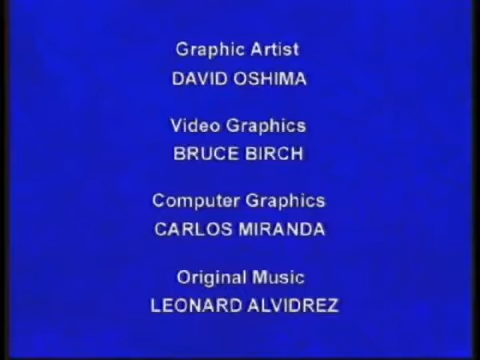 Graphic Artist
DAVID OSHIMA
Video Graphics
BRUCE BIRCH
Computer Graphics
CARLOS MIRANDA
Original Music
LEONARD ALVIDREZ